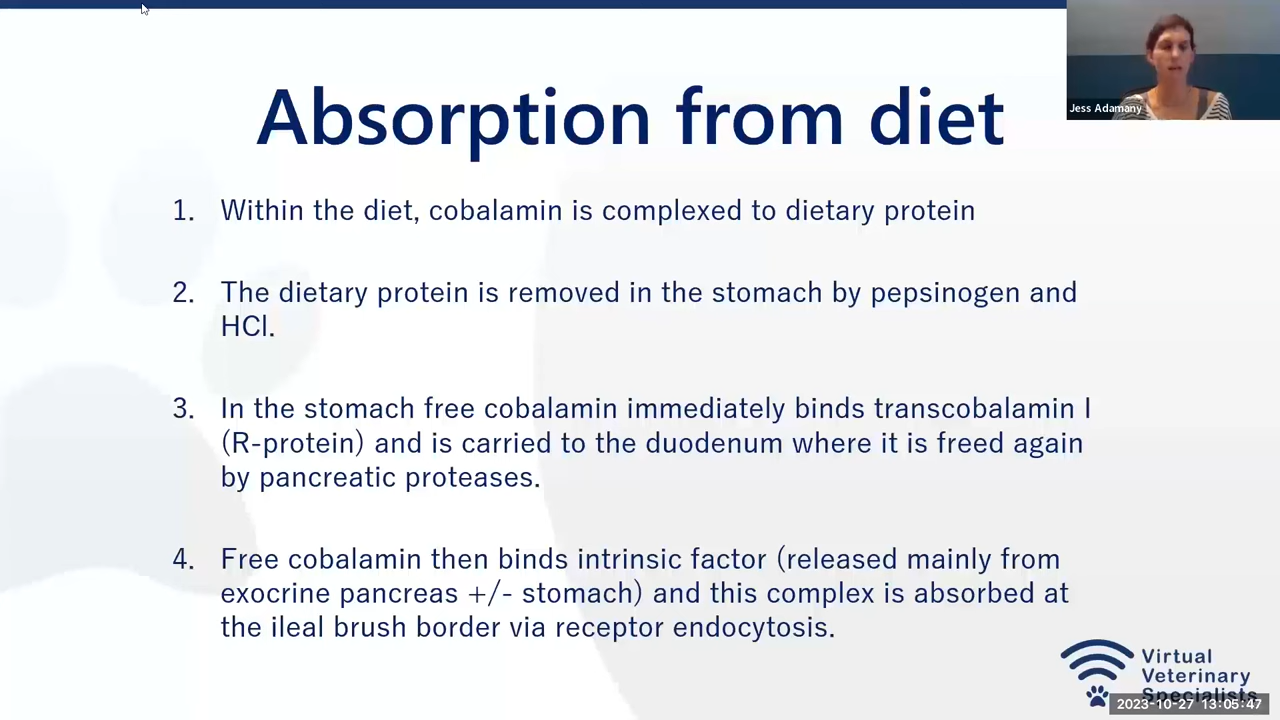 Absorption from diet
Jess Adamany
1. Within the diet, cobalamin is complexed to dietary protein
2. The dietary protein is removed in the stomach by pepsinogen and
HCl.
3. In the stomach free cobalamin immediately binds transcobalamin I
(R-protein) and is carried to the duodenum where it is freed again
by pancreatic proteases.
4. Free cobalamin then binds intrinsic factor (released mainly from
exocrine pancreas +/- stomach) and this complex is absorbed at
the ileal brush border via receptor endocytosis.
Virtual
Veterinary
Specialists
2023-10-27 13:05:47